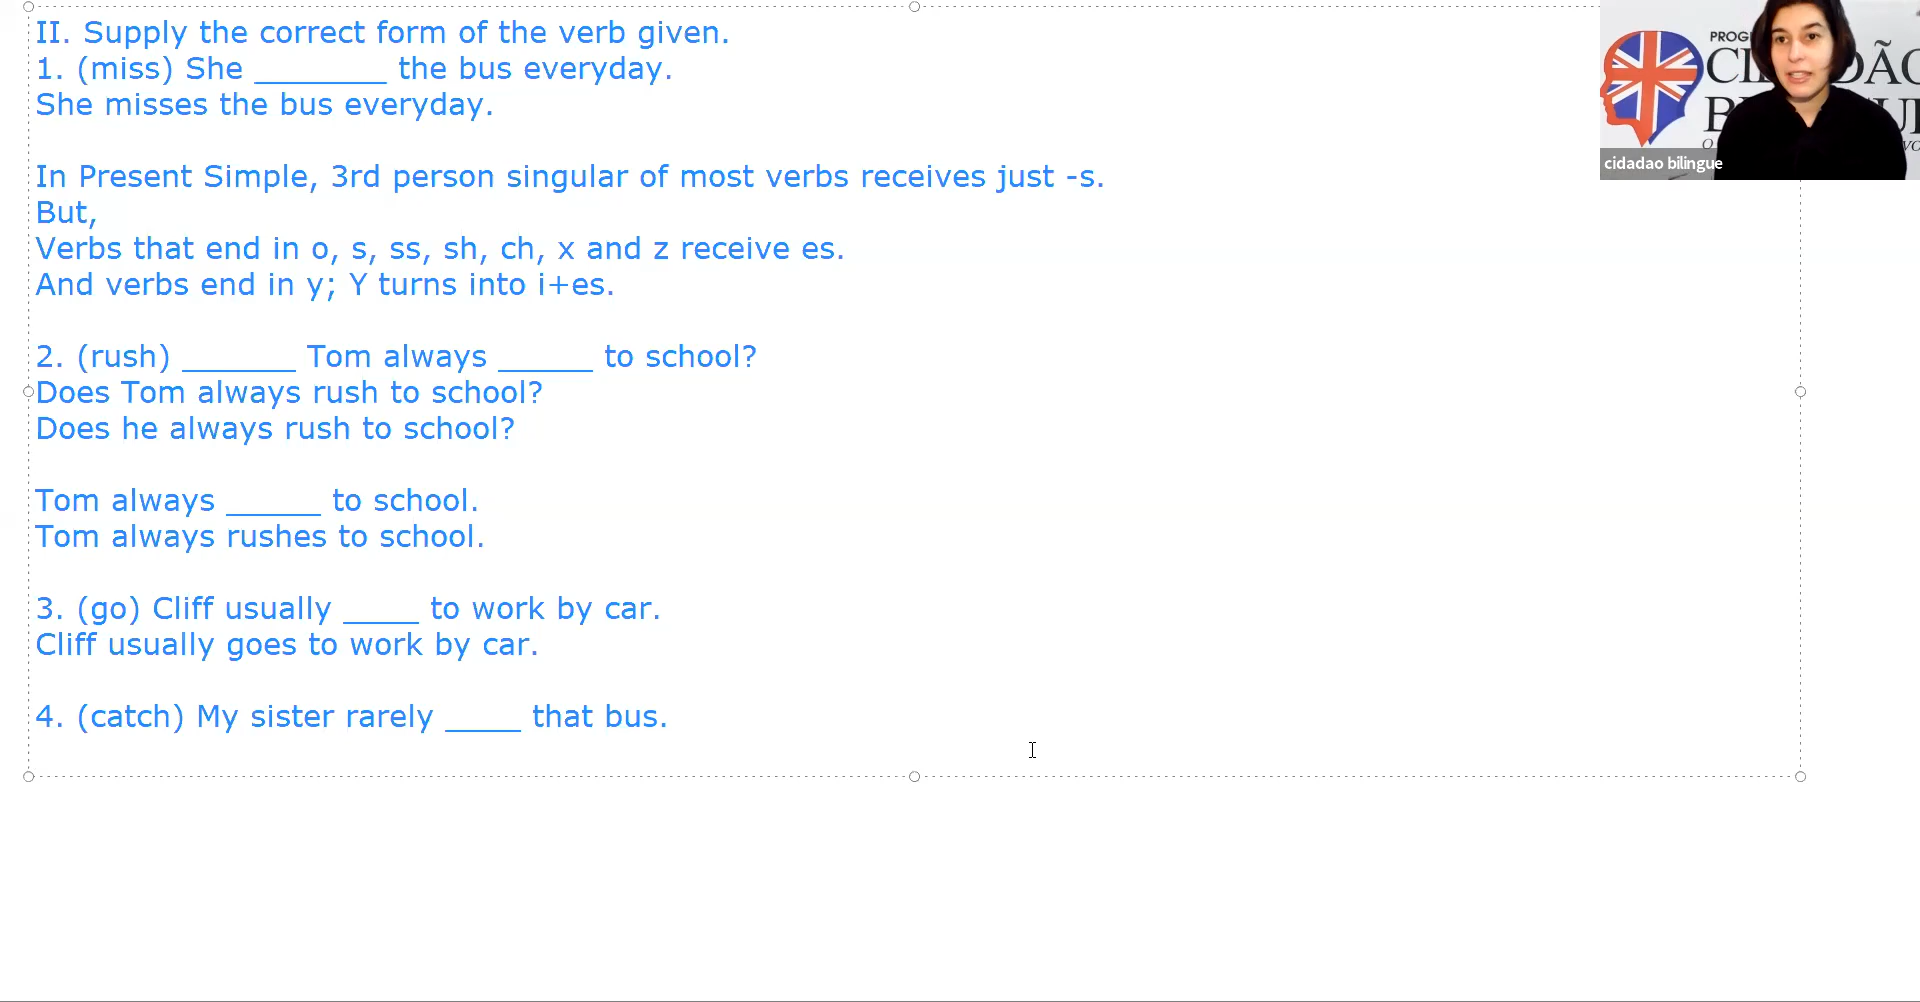 II. Supply the correct form of the verb given.
1. (miss) She _______ the bus everyday.
She misses the bus everyday.
In Present Simple, 3rd person singular of most verbs receives just -s.
But,
Verbs that end in o, s, ss, sh, ch, x and z receive es.
And verbs end in y; Y turns into i+es.
2. (rush) ______ Tom always _____ to school?
Does Tom always rush to school?
Does he always rush to school?
Tom always _____ to school.
Tom always rushes to school.
3. (go) Cliff usually ____ to work by car.
Cliff usually goes to work by car.
4. (catch) My sister rarely ____ that bus.
cidadao bilingue